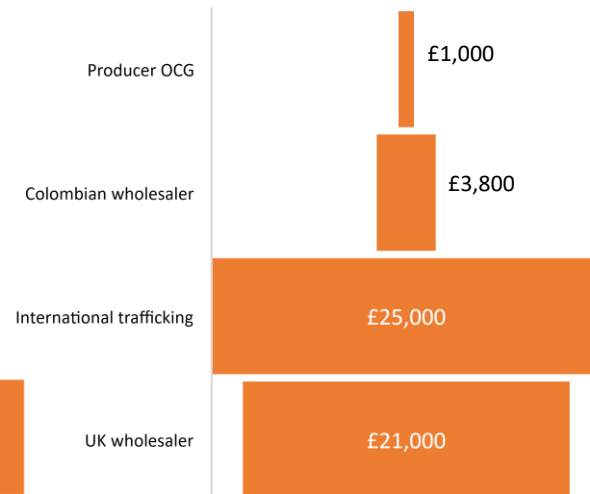 Producer OCG
£1,000
Colombian wholesaler
£3,800
International trafficking
£25,000
UK wholesaler
£21,000